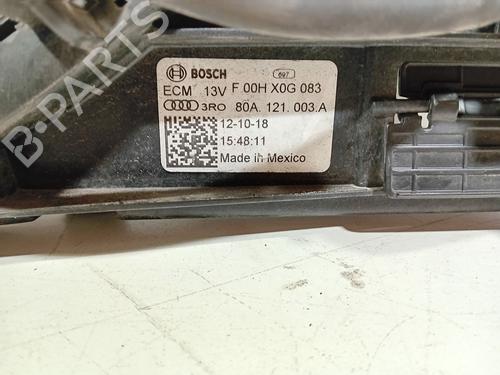 BOSCH 697
ECM 13V F 00H X0G 083
3RO 80A. 121. 003.A
12-10-18
15:48:11
Made in Mexico
B-PARTS